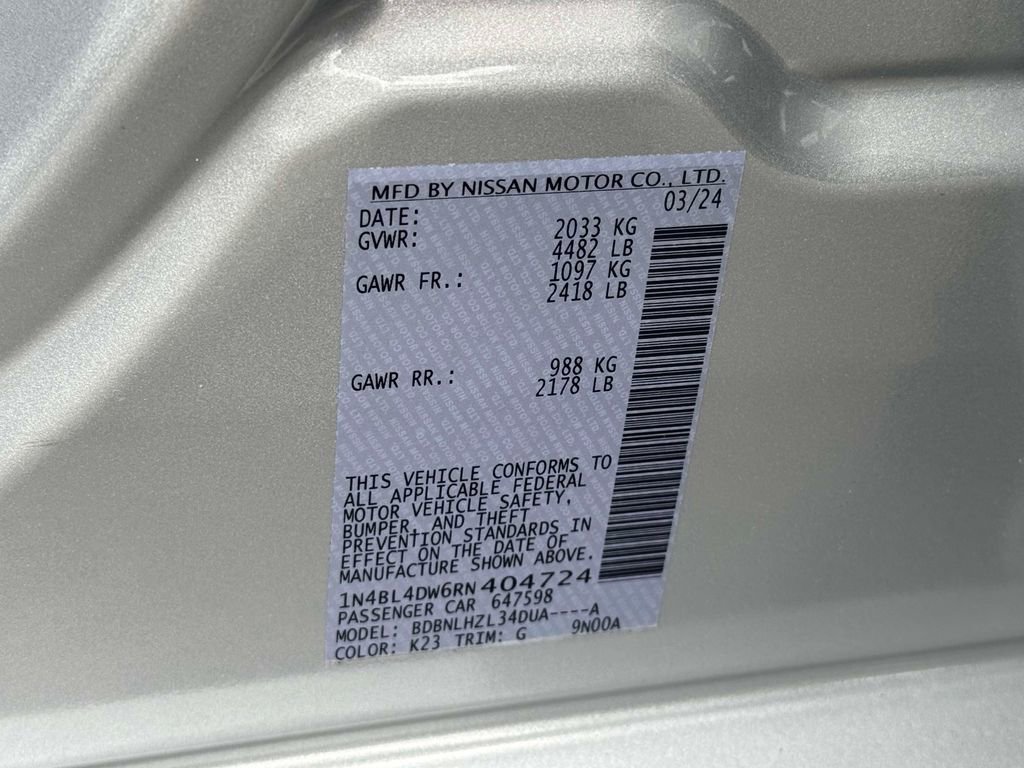 MFD BY NISSAN MOTOR CO., LTD.
DATE: 03/24
GVWR: 2033 KG
4482 LB
GAWR FR.: 1097 KG
2418 LB
GAWR RR.: 988 KG
2178 LB
THIS VEHICLE CONFORMS TO
ALL APPLICABLE FEDERAL
MOTOR VEHICLE SAFETY,
BUMPER, AND THEFT
PREVENTION STANDARDS IN
EFFECT ON THE DATE OF
MANUFACTURE SHOWN ABOVE.
1N4BL4DW6RN404724
PASSENGER CAR 647598
MODEL: BDBNLHZL34DUA----A
COLOR: K23 TRIM: G 9N00A